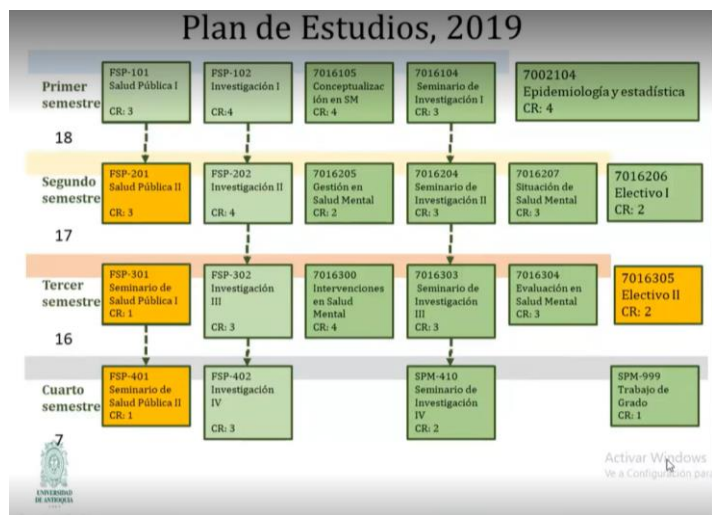 Plan de Estudios, 2019
Primer
semestre
18
FSP-101
Salud Pública I
CR: 3
FSP-102
Investigación I
CR:4
7016105
Conceptualizac
ión en SM
CR: 4
7016104
Seminario de
Investigación I
CR: 3
7002104
Epidemiología y estadística
CR: 4
Segundo
semestre
17
FSP-201
Salud Pública II
CR: 3
FSP-202
Investigación II
CR: 4
7016205
Gestión en
Salud Mental
CR: 2
7016204
Seminario de
Investigación II
CR: 3
7016207
Situación de
Salud Mental
CR: 3
7016206
Electivo I
CR: 2
Tercer
semestre
16
FSP-301
Seminario de
Salud Pública I
CR: 1
FSP-302
Investigación
III
CR: 3
7016300
Intervenciones
en Salud
Mental
CR: 4
7016303
Seminario de
Investigación
III
CR: 3
7016304
Evaluación en
Salud Mental
CR: 3
7016305
Electivo II
CR: 2
Cuarto
semestre
7
FSP-401
Seminario de
Salud Pública II
CR: 1
FSP-402
Investigación
IV
CR: 3
SPM-410
Seminario de
Investigación
IV
CR: 2
SPM-999
Trabajo de
Grado
CR: 1
UNIVERSIDAD
DE ANTIOQUIA
Activar Windows
Ve a Configuración para